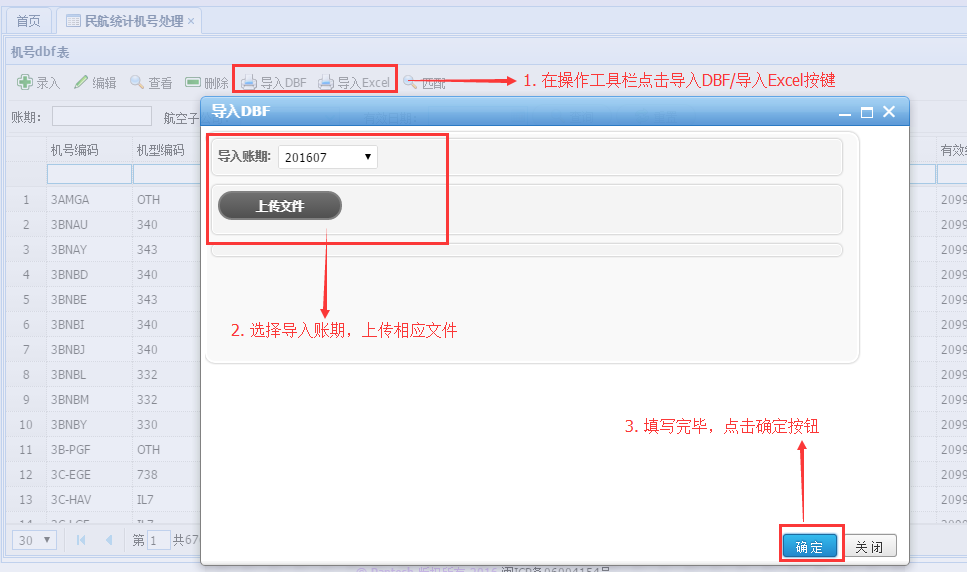 首页 民航统计机号处理 ×
机号dbf表
录入 编辑 查看 删除 导入DBF 导入Excel 匹配
1. 在操作工具栏点击导入DBF/导入Excel按键
账期: 航空子
导入DBF
机号编码 机型编码 有效
导入账期: 201607
上传文件
2. 选择导入账期，上传相应文件
3. 填写完毕，点击确定按钮
1 3AMGA OTH 2099
2 3BNAU 340 2099
3 3BNAY 343 2099
4 3BNBD 340 2099
5 3BNBE 343 2099
6 3BNBI 340 2099
7 3BNBJ 340 2099
8 3BNBL 332 2099
9 3BNBM 332 2099
10 3BNBY 330 2099
11 3B-PGF OTH 2099
12 3C-EGE 738 2099
13 3C-HAV IL7 2099
确定 关闭
30 第 1 共67